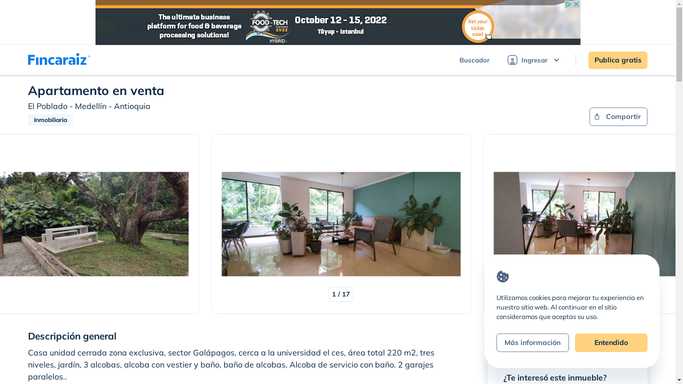 The ultimate business
platform for food & beverage
processing solutions!
FOOD-TECH
HYBRID
October 12 - 15, 2022
Tüyap - Istanbul
Get your
ticket
now!
Fincaraiz
Buscador
Ingresar
Publica gratis
Apartamento en venta
El Poblado - Medellín - Antioquia
Inmobiliaria
Compartir
1 / 17
Utilizamos cookies para mejorar tu experiencia en
nuestro sitio web. Al continuar en el sitio
consideramos que aceptas su uso.
Más información
Entendido
Descripción general
Casa unidad cerrada zona exclusiva, sector Galápagos, cerca a la universidad el ces, área total 220 m2, tres
niveles, jardín, 3 alcobas, alcoba con vestier y baño, baño de alcobas. Alcoba de servicio con baño. 2 garajes
paralelos..
¿Te interesó este inmueble?